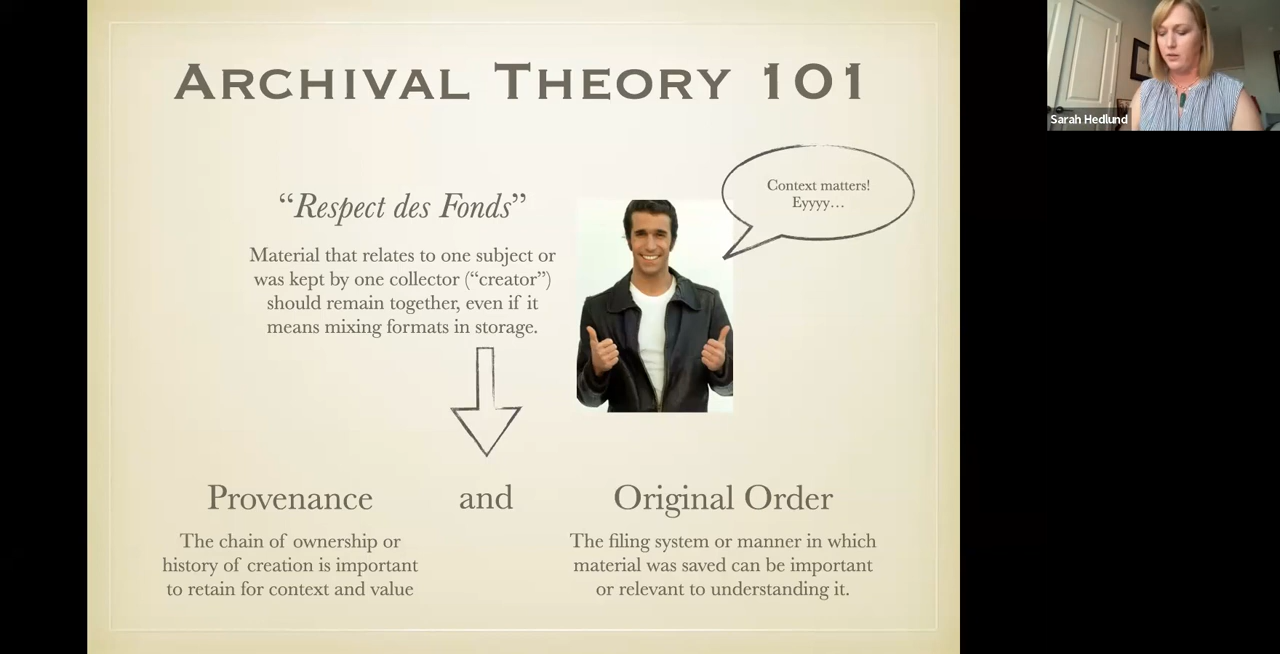 ARCHIVAL THEORY 101
“Respect des Fonds”
Material that relates to one subject or
was kept by one collector (“creator”)
should remain together, even if it
means mixing formats in storage.
Context matters!
Eyyyy…
Provenance
and
Original Order
The chain of ownership or
history of creation is important
to retain for context and value
The filing system or manner in which
material was saved can be important
or relevant to understanding it.
Sarah Hedlund